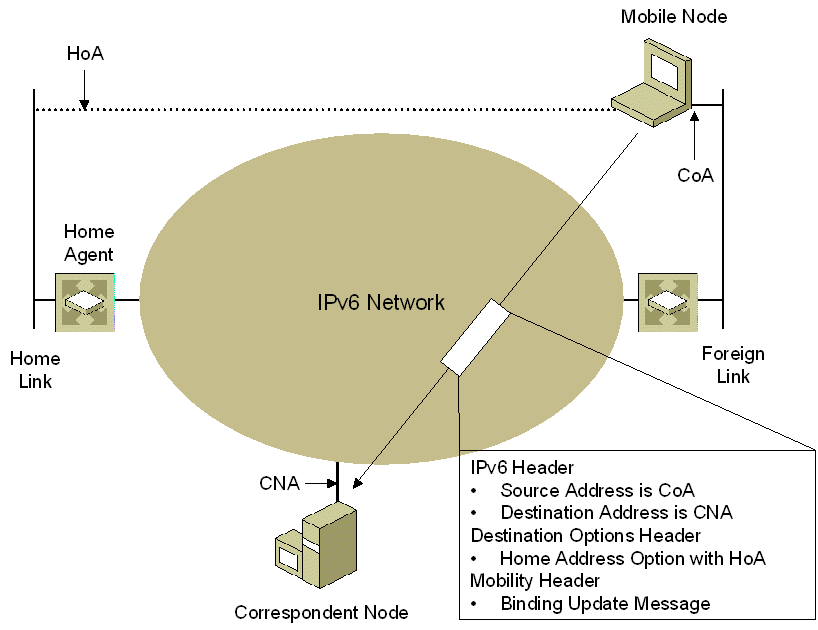 Mobile Node
HoA
CoA
Home
Agent
IPv6 Network
Home
Link
Foreign
Link
CNA
IPv6 Header
• Source Address is CoA
• Destination Address is CNA
Destination Options Header
• Home Address Option with HoA
Mobility Header
• Binding Update Message
Correspondent Node